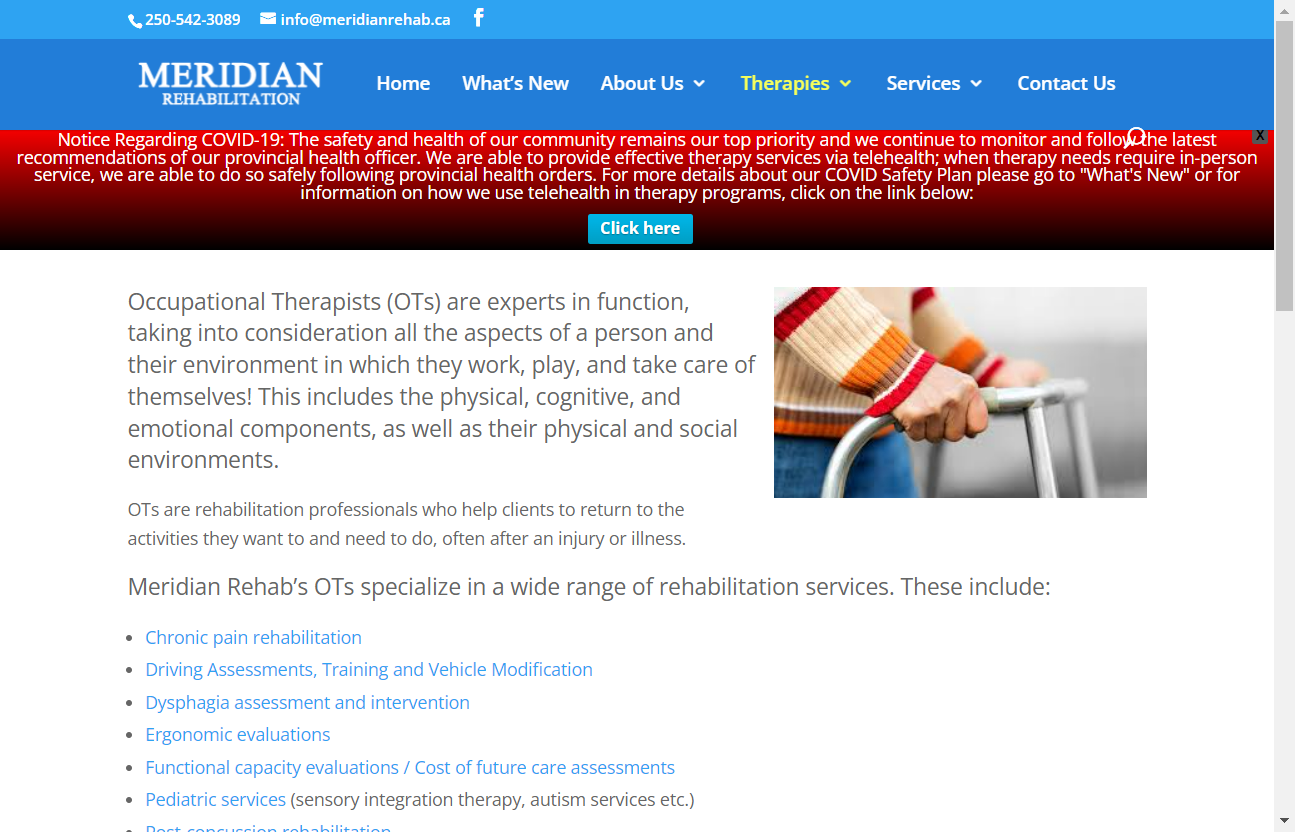 250-542-3089 info@meridianrehab.ca
MERIDIAN
REHABILITATION
Home What's New About Us Therapies Services Contact Us
Notice Regarding COVID-19: The safety and health of our community remains our top priority and we continue to monitor and follow the latest
recommendations of our provincial health officer. We are able to provide effective therapy services via telehealth; when therapy needs require in-person
service, we are able to do so safely following provincial health orders. For more details about our COVID Safety Plan please go to "What's New" or for
information on how we use telehealth in therapy programs, click on the link below:
X
Click here
Occupational Therapists (OTs) are experts in function,
taking into consideration all the aspects of a person and
their environment in which they work, play, and take care of
themselves! This includes the physical, cognitive, and
emotional components, as well as their physical and social
environments.
OTs are rehabilitation professionals who help clients to return to the
activities they want to and need to do, often after an injury or illness.
Meridian Rehab's OTs specialize in a wide range of rehabilitation services. These include:
• Chronic pain rehabilitation
• Driving Assessments, Training and Vehicle Modification
• Dysphagia assessment and intervention
• Ergonomic evaluations
• Functional capacity evaluations / Cost of future care assessments
• Pediatric services (sensory integration therapy, autism services etc.)
• Post-concussion rehabilitation